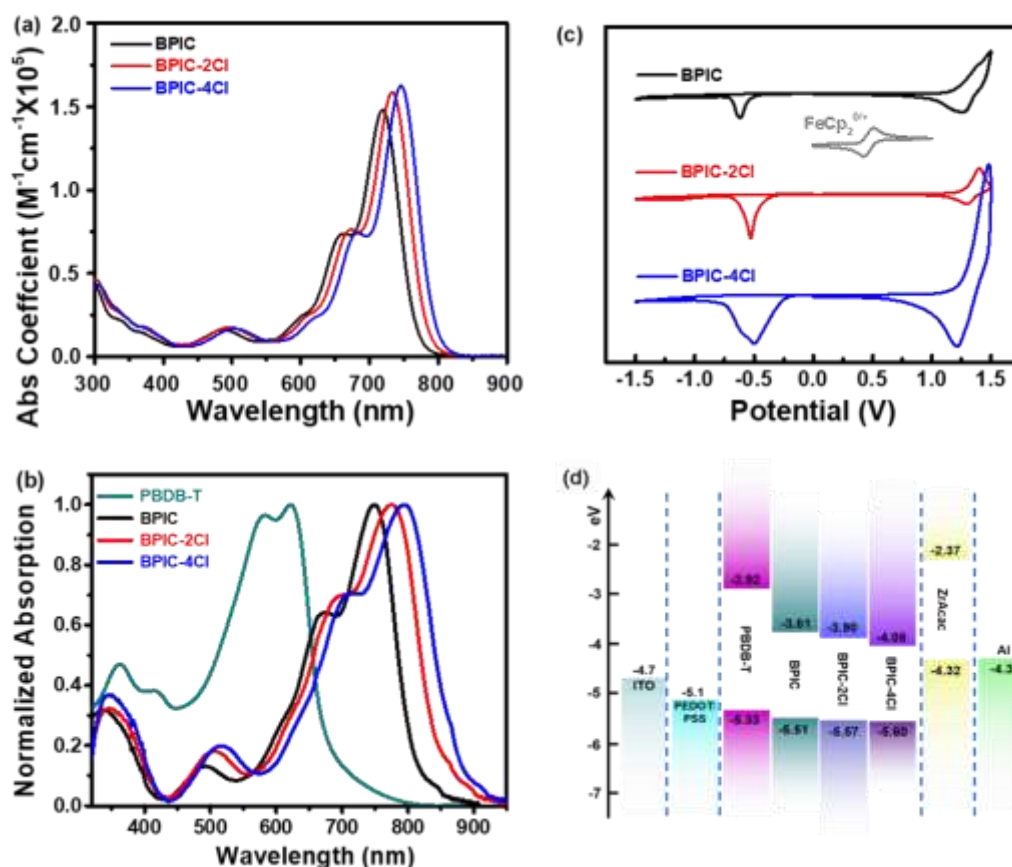 (a)
BPIC
BPIC-2Cl
BPIC-4Cl
Abs Coeffcient (M⁻¹cm⁻¹X10⁵)
2.0
1.5
1.0
0.5
0.0
300 400 500 600 700 800 900
Wavelength (nm)
(c)
BPIC
FeCp₂⁰/⁺
BPIC-2Cl
BPIC-4Cl
-1.5 -1.0 -0.5 0.0 0.5 1.0 1.5
Potential (V)
(b)
PBDB-T
BPIC
BPIC-2Cl
BPIC-4Cl
Normalized Absorption
1.0
0.8
0.6
0.4
0.2
0.0
400 500 600 700 800 900
Wavelength (nm)
(d)
eV
-2
-3
-4
-5
-6
-7
-4.7
ITO
-5.1
PEDOT:
PSS
-3.92
PBDB-T
-5.33
-3.81
BPIC
-5.51
-3.90
BPIC-2Cl
-5.57
-4.08
BPIC-4Cl
-5.60
-2.37
ZrAcac
-4.32
Al
-4.3